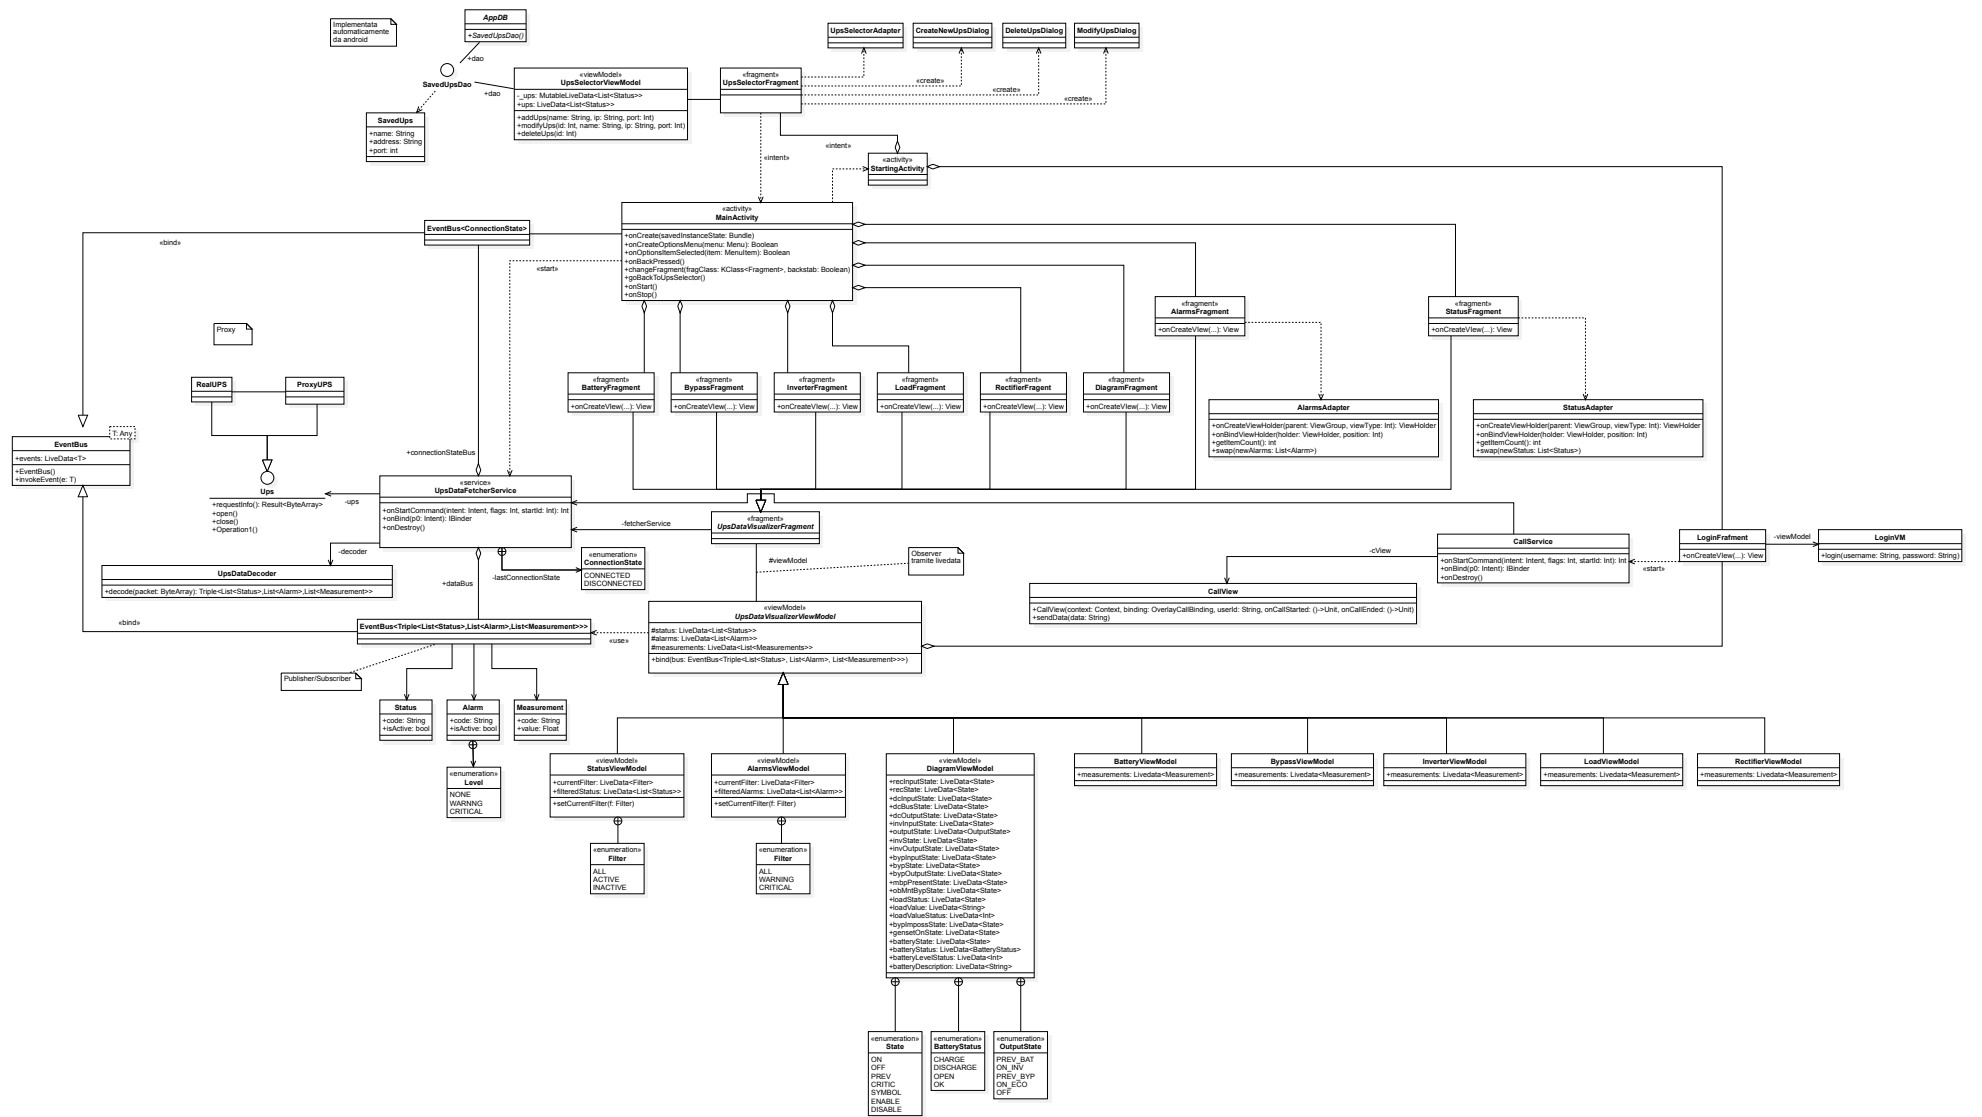 Implementata
automaticamente
da android
AppDB
+SavedUpsDao()
+dao
SavedUpsDao
+dao
SavedUps
+name: String
+address: String
+port: int
«viewModel»
UpsSelectorViewModel
-_ups: MutableLiveData<List<Status>>
+ups: LiveData<List<Status>>
+addUps(name: String, ip: String, port: Int)
+modifyUps(id: Int, name: String, ip: String, port: Int)
+deleteUps(id: Int)
«fragment»
UpsSelectorFragment
UpsSelectorAdapter
CreateNewUpsDialog
DeleteUpsDialog
ModifyUpsDialog
«create»
«create»
«create»
«intent»
«intent»
«activity»
StartingActivity
«activity»
MainActivity
+onCreate(savedInstanceState: Bundle)
+onCreateOptionsMenu(menu: Menu): Boolean
+onOptionsItemSelected(item: MenuItem): Boolean
+onBackPressed()
+changeFragment(fragClass: KClass<Fragment>, backstab: Boolean)
+goBackToUpsSelector()
+onStart()
+onStop()
EventBus<ConnectionState>
«bind»
«start»
Proxy
RealUPS
ProxyUPS
T: Any
EventBus
+events: LiveData<T>
+EventBus()
+invokeEvent(e: T)
Ups
+requestInfo(): Result<ByteArray>
+open()
+close()
+Operation1()
-ups
+connectionStateBus
«service»
UpsDataFetcherService
+onStartCommand(intent: Intent, flags: Int, startId: Int): Int
+onBind(p0: Intent): IBinder
+onDestroy()
-decoder
UpsDataDecoder
+decode(packet: ByteArray): Triple<List<Status>,List<Alarm>,List<Measurement>>
+dataBus
-lastConnectionState
«enumeration»
ConnectionState
CONNECTED
DISCONNECTED
«fragment»
BatteryFragment
+onCreateVIew(...): View
«fragment»
BypassFragment
+onCreateVIew(...): View
«fragment»
InverterFragment
+onCreateVIew(...): View
«fragment»
LoadFragment
+onCreateVIew(...): View
«fragment»
RectifierFragent
+onCreateVIew(...): View
«fragment»
DiagramFragment
+onCreateVIew(...): View
«fragment»
AlarmsFragment
+onCreateVIew(...): View
«fragment»
StatusFragment
+onCreateVIew(...): View
AlarmsAdapter
+onCreateViewHolder(parent: ViewGroup, viewType: Int): ViewHolder
+onBindViewHolder(holder: ViewHolder, position: Int)
+getItemCount(): int
+swap(newAlarms: List<Alarm>)
StatusAdapter
+onCreateViewHolder(parent: ViewGroup, viewType: Int): ViewHolder
+onBindViewHolder(holder: ViewHolder, position: Int)
+getItemCount(): int
+swap(newStatus: List<Status>)
-fetcherService
«fragment»
UpsDataVisualizerFragment
#viewModel
Observer
tramite livedata
CallService
+onStartCommand(intent: Intent, flags: Int, startId: Int): Int
+onBind(p0: Intent): IBinder
+onDestroy()
-cView
«start»
CallView
+CallView(context: Context, binding: OverlayCallBinding, userId: String, onCallStarted: ()->Unit, onCallEnded: ()->Unit)
+sendData(data: String)
LoginFrafment
+onCreateView(...): View
-viewModel
LoginVM
+login(username: String, password: String)
«bind»
EventBus<Triple<List<Status>,List<Alarm>,List<Measurement>>>
«use»
«viewModel»
UpsDataVisualizerViewModel
#status: LiveData<List<Status>>
#alarms: LiveData<List<Alarm>>
#measurements: LiveData<List<Measurements>>
+bind(bus: EventBus<Triple<List<Status>, List<Alarm>, List<Measurement>>>)
Publisher/Subscriber
Status
+code: String
+isActive: bool
Alarm
+code: String
+isActive: bool
Measurement
+code: String
+value: Float
«enumeration»
Level
NONE
WARNNG
CRITICAL
«viewModel»
StatusViewModel
+currentFilter: LiveData<Filter>
+filteredStatus: LiveData<List<Status>>
+setCurrentFilter(f: Filter)
«enumeration»
Filter
ALL
ACTIVE
INACTIVE
«viewModel»
AlarmsViewModel
+currentFilter: LiveData<Filter>
+filteredAlarms: LiveData<List<Alarm>>
+setCurrentFilter(f: Filter)
«enumeration»
Filter
ALL
WARNING
CRITICAL
«viewModel»
DiagramViewModel
+recInputState: LiveData<State>
+recState: LiveData<State>
+dcInputState: LiveData<State>
+dcBusState: LiveData<State>
+dcOutputState: LiveData<State>
+invInputState: LiveData<State>
+outputState: LiveData<OutputState>
+invState: LiveData<State>
+invOutputState: LiveData<State>
+bypInputState: LiveData<State>
+bypState: LiveData<State>
+bypOutputState: LiveData<State>
+mbpPresentState: LiveData<State>
+obMntBypState: LiveData<State>
+loadStatus: LiveData<State>
+loadValue: LiveData<String>
+loadValueStatus: LiveData<Int>
+bypImpossState: LiveData<State>
+gensetOnState: LiveData<State>
+batteryState: LiveData<State>
+batteryStatus: LiveData<BatteryStatus>
+batteryLevelStatus: LiveData<Int>
+batteryDescription: LiveData<String>
BatteryViewModel
+measurements: Livedata<Measurement>
BypassViewModel
+measurements: Livedata<Measurement>
InverterViewModel
+measurements: Livedata<Measurement>
LoadViewModel
+measurements: Livedata<Measurement>
RectifierViewModel
+measurements: Livedata<Measurement>
«enumeration»
State
ON
OFF
PREV
CRITIC
SYMBOL
ENABLE
DISABLE
«enumeration»
BatteryStatus
CHARGE
DISCHARGE
OPEN
OK
«enumeration»
OutputState
PREV_BAT
ON_INV
PREV_BYP
ON_ECO
OFF